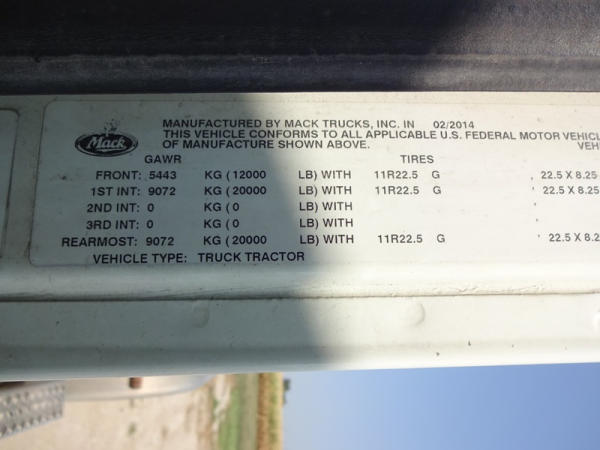 Mack
MANUFACTURED BY MACK TRUCKS, INC. IN 02/2014
THIS VEHICLE CONFORMS TO ALL APPLICABLE U.S. FEDERAL MOTOR VEHIC
OF MANUFACTURE SHOWN ABOVE. VEH
GAWR TIRES
FRONT: 5443 KG ( 12000 LB) WITH 11R22.5 G , 22.5 X 8.25
1ST INT: 9072 KG ( 20000 LB) WITH 11R22.5 G , 22.5 X 8.25
2ND INT: 0 KG ( 0 LB) WITH ,
3RD INT: 0 KG ( 0 LB) WITH ,
REARMOST: 9072 KG ( 20000 LB) WITH 11R22.5 G , 22.5 X 8.2
VEHICLE TYPE: TRUCK TRACTOR